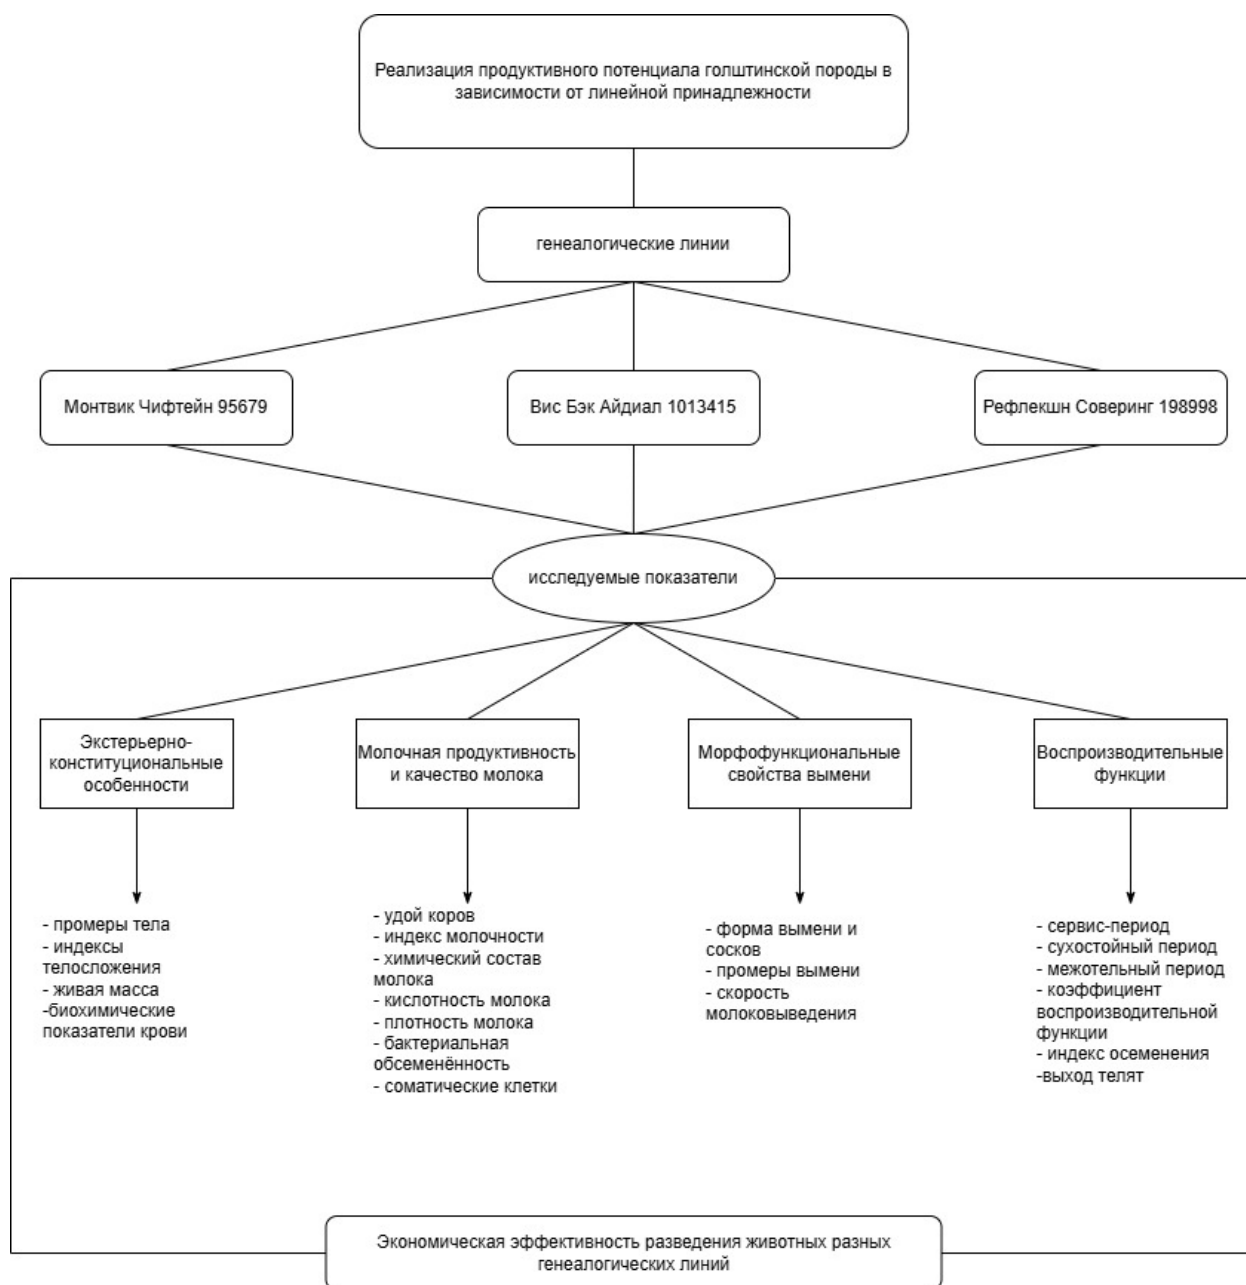 Реализация продуктивного потенциала голштинской породы в
зависимости от линейной принадлежности
генеалогические линии
Монтвик Чифтейн 95679
Вис Бэк Айдиал 1013415
Рефлекшн Соверинг 198998
исследуемые показатели
Экстерьерно-
конституциональные
особенности
Молочная продуктивность
и качество молока
Морфофункциональные
свойства вымени
Воспроизводительные
функции
- промеры тела
- индексы
телосложения
- живая масса
-биохимические
показатели крови
- удой коров
- индекс молочности
- химический состав
молока
- кислотность молока
- плотность молока
- бактериальная
обсеменённость
- соматические клетки
- форма вымени и
сосков
- промеры вымени
- скорость
молоковыведения
- сервис-период
- сухостойный период
- межотельный период
- коэффициент
воспроизводительной
функции
- индекс осеменения
-выход телят
Экономическая эффективность разведения животных разных
генеалогических линий